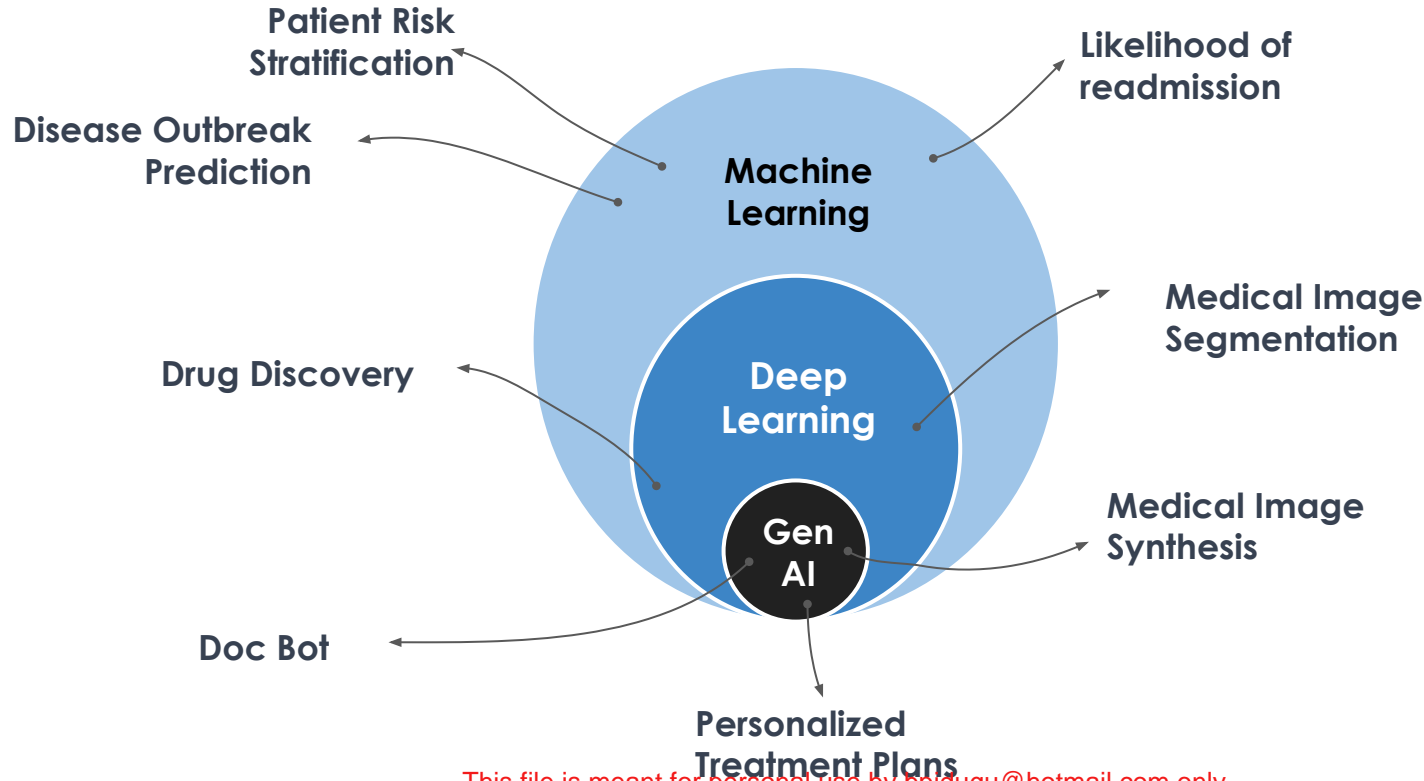 Patient Risk
Stratification
Likelihood of
readmission
Disease Outbreak
Prediction
Machine
Learning
Medical Image
Segmentation
Drug Discovery
Deep
Learning
Medical Image
Synthesis
Gen
AI
Doc Bot
Personalized
Treatment Plans
This file is meant for personal use by @hotmail.com only